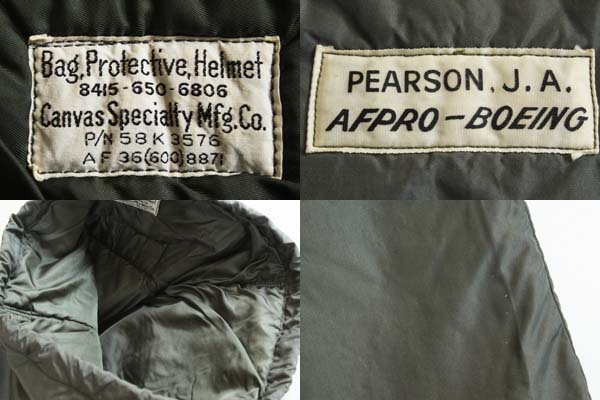 Bag, Protective, Helmet
8415-650-6806
Canvas Specialty Mfg. Co.
P/N 58K3576
AF 36(600)8871
PEARSON, J. A.
AFPRO-BOEING